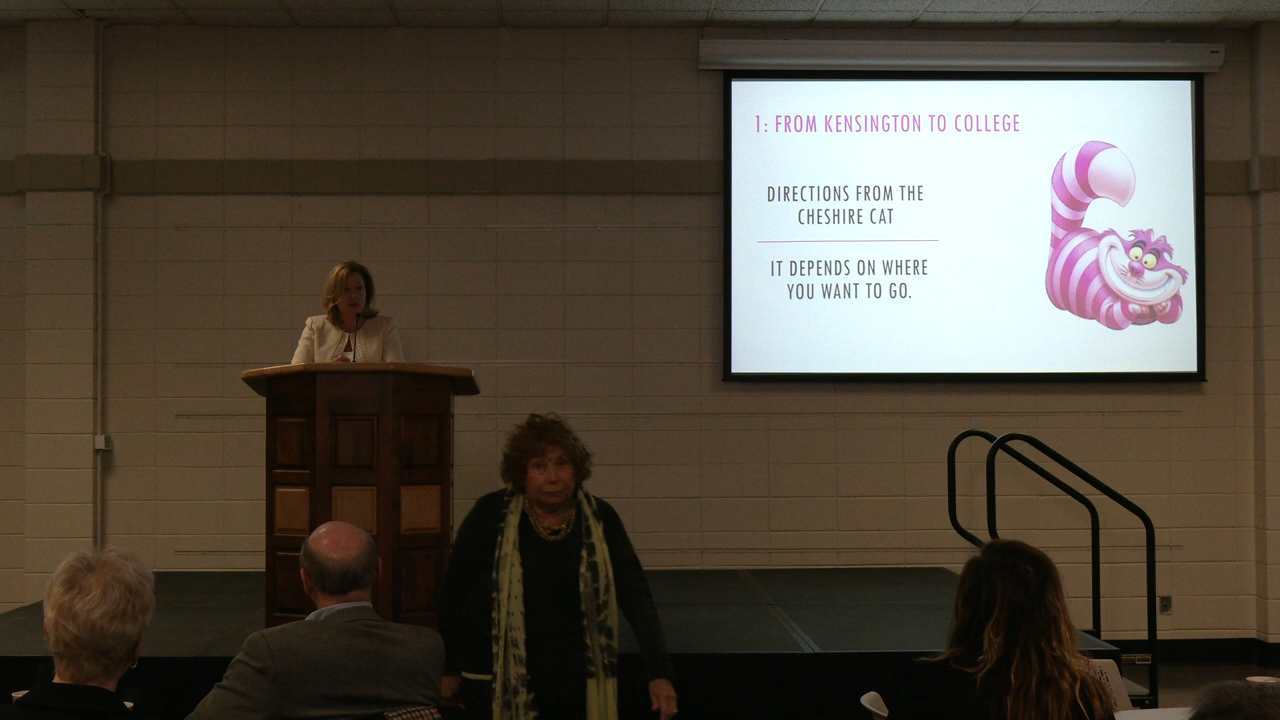 1: FROM KENSINGTON TO COLLEGE
DIRECTIONS FROM THE
CHESHIRE CAT
IT DEPENDS ON WHERE
YOU WANT TO GO.